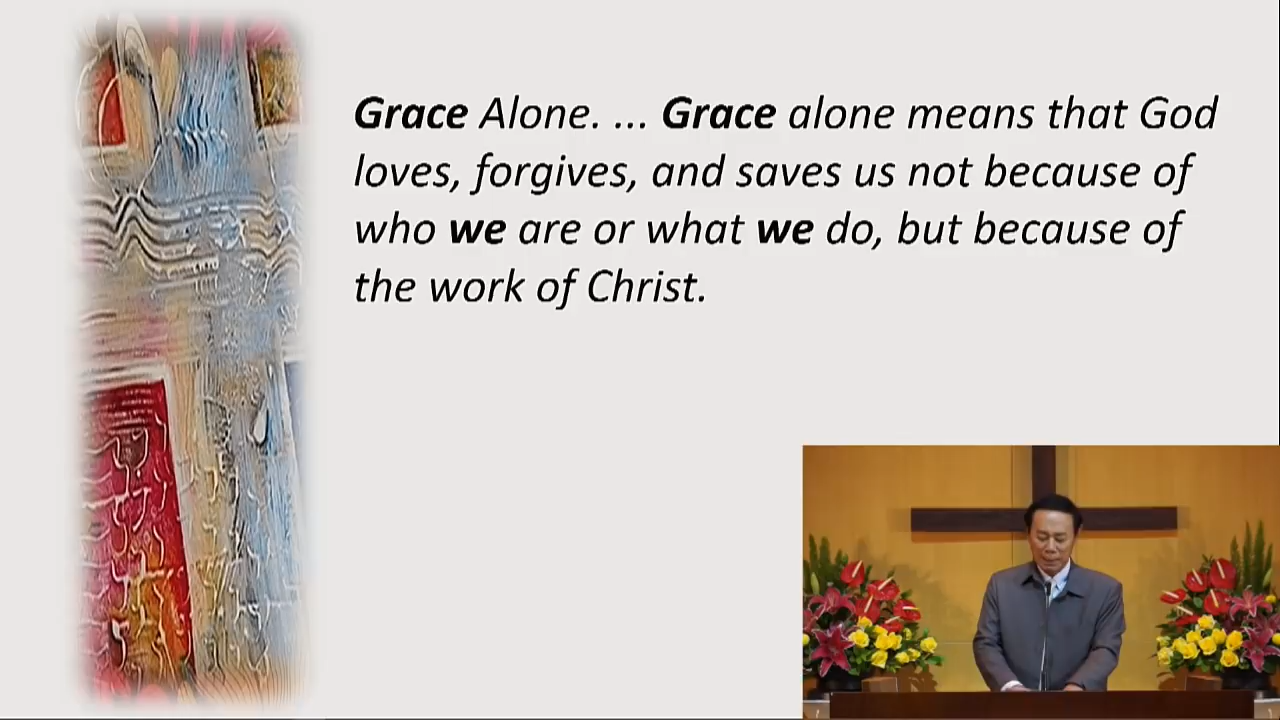 Grace Alone. ... Grace alone means that God
loves, forgives, and saves us not because of
who we are or what we do, but because of
the work of Christ.